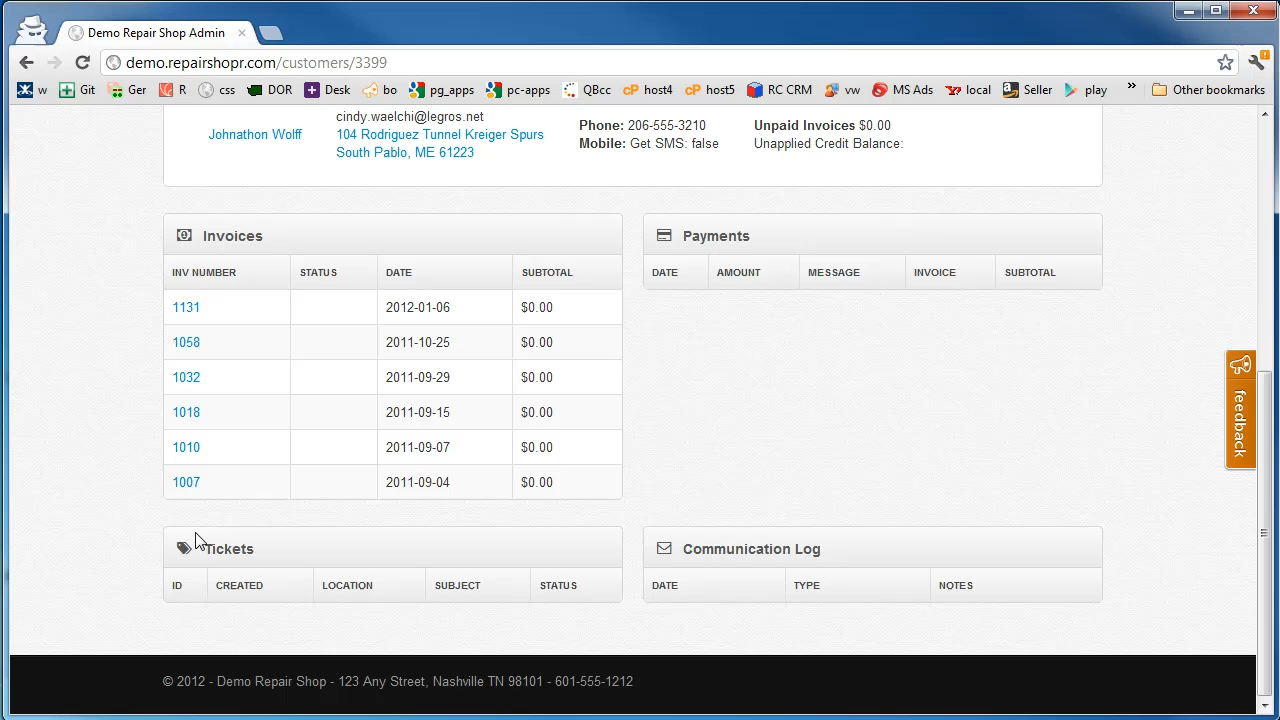 Demo Repair Shop Admin
demo.repairshopr.com/customers/3399
w Git Ger R css DOR Desk bo pg_apps pc-apps QBcc host4 host5 RC CRM vw MS Ads local Seller play » Other bookmarks
cindy.waelchi@legros.net
Johnathon Wolff
104 Rodriguez Tunnel Kreiger Spurs
South Pablo, ME 61223
Phone: 206-555-3210
Mobile: Get SMS: false
Unpaid Invoices $0.00
Unapplied Credit Balance:
Invoices
INV NUMBER STATUS DATE SUBTOTAL
1131 2012-01-06 $0.00
1058 2011-10-25 $0.00
1032 2011-09-29 $0.00
1018 2011-09-15 $0.00
1010 2011-09-07 $0.00
1007 2011-09-04 $0.00
Payments
DATE AMOUNT MESSAGE INVOICE SUBTOTAL
feedback
Tickets
ID CREATED LOCATION SUBJECT STATUS
Communication Log
DATE TYPE NOTES
© 2012 - Demo Repair Shop - 123 Any Street, Nashville TN 98101 - 601-555-1212